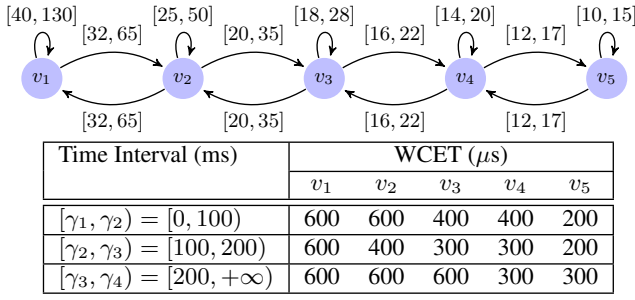 [40, 130] [25, 50] [18, 28] [14, 20] [10, 15]
[32, 65] [20, 35] [16, 22] [12, 17]
v₁ v₂ v₃ v₄ v₅
[32, 65] [20, 35] [16, 22] [12, 17]
Time Interval (ms) WCET (μs)
v₁ v₂ v₃ v₄ v₅
[γ₁, γ₂) = [0, 100) 600 600 400 400 200
[γ₂, γ₃) = [100, 200) 600 400 300 300 200
[γ₃, γ₄) = [200, +∞) 600 600 600 300 300